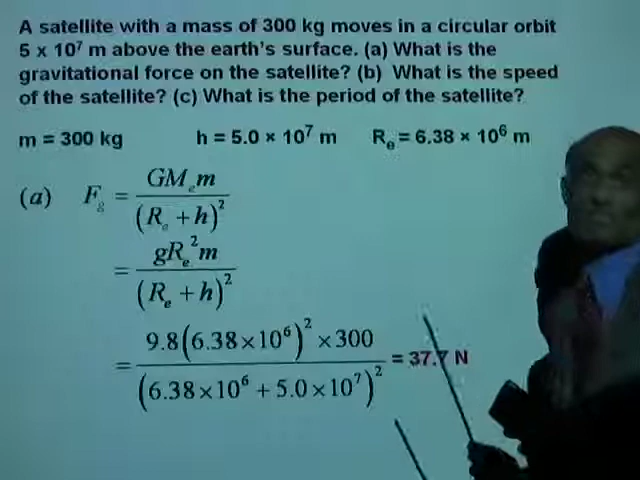 A satellite with a mass of 300 kg moves in a circular orbit
5 x 10⁷ m above the earth's surface. (a) What is the
gravitational force on the satellite? (b) What is the speed
of the satellite? (c) What is the period of the satellite?
m = 300 kg h = 5.0 × 10⁷ m Rₑ = 6.38 × 10⁶ m
(a) F_g = GMₑm / (Rₑ + h)²
= gRₑ²m / (Rₑ + h)²
= 9.8(6.38×10⁶)² ×300 / (6.38×10⁶ + 5.0×10⁷)² = 37.7 N